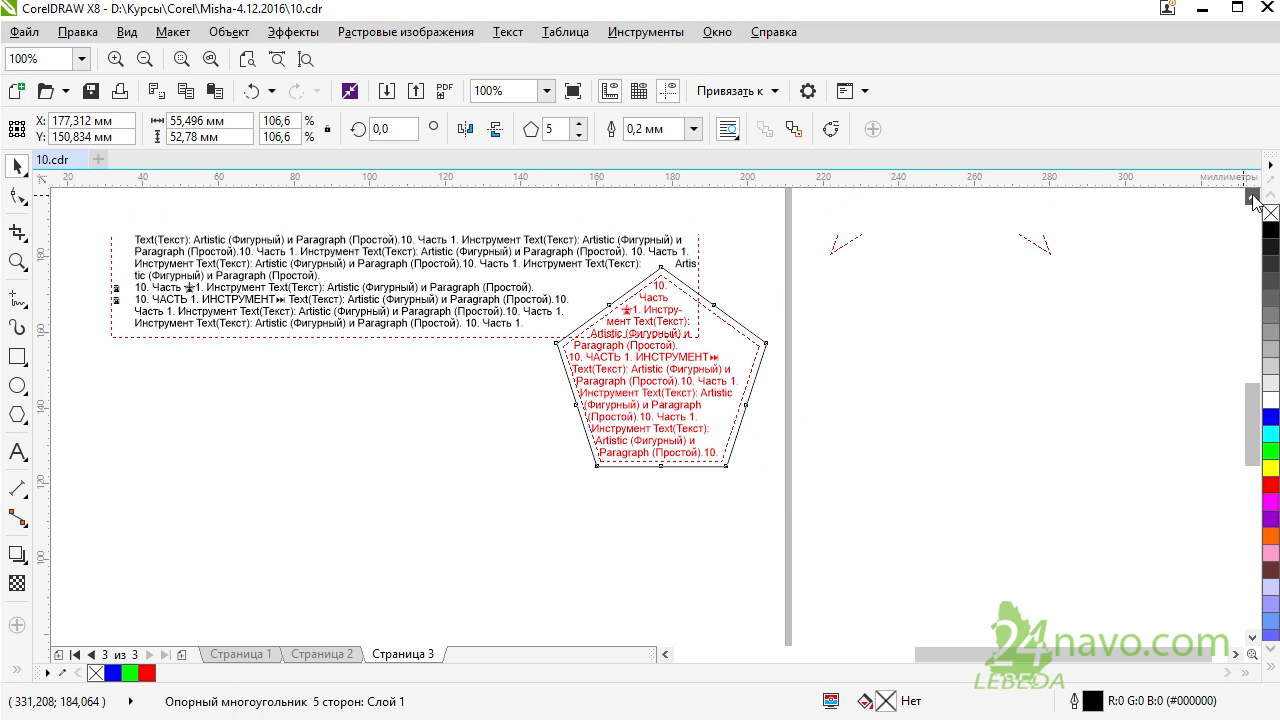 CorelDRAW X8 - D:\Курсы\Corel\Misha-4.12.2016\10.cdr
Файл Правка Вид Макет Объект Эффекты Растровые изображения Текст Таблица Инструменты Окно Справка
100%
PDF 100% Привязать к
X: 177,312 мм 55,496 мм 106,6 % 0,0 ° 5 0,2 мм
Y: 150,834 мм 52,78 мм 106,6 %
10.cdr
20 40 60 80 100 120 140 160 180 200 220 240 260 280 300 миллиметры
180
160
140
120
100
Text(Текст): Artistic (Фигурный) и Paragraph (Простой).10. Часть 1. Инструмент Text(Текст): Artistic (Фигурный) и
Paragraph (Простой).10. Часть 1. Инструмент Text(Текст): Artistic (Фигурный) и Paragraph (Простой). 10. Часть 1.
Инструмент Text(Текст): Artistic (Фигурный) и Paragraph (Простой).10. Часть 1. Инструмент Text(Текст): Artis
tic (Фигурный) и Paragraph (Простой).
10. Часть 1. Инструмент Text(Текст): Artistic (Фигурный) и Paragraph (Простой).
10. ЧАСТЬ 1. ИНСТРУМЕНТ Text(Текст): Artistic (Фигурный) и Paragraph (Простой).10.
Часть 1. Инструмент Text(Текст): Artistic (Фигурный) и Paragraph (Простой).10. Часть 1.
Инструмент Text(Текст): Artistic (Фигурный) и Paragraph (Простой). 10. Часть 1.
10.
Часть
1. Инстру-
мент Text(Текст):
Artistic (Фигурный) и
Paragraph (Простой).
10. ЧАСТЬ 1. ИНСТРУМЕНТ
Text(Текст): Artistic (Фигурный) и
Paragraph (Простой).10. Часть 1.
Инструмент Text(Текст): Artistic
(Фигурный) и Paragraph
(Простой).10. Часть 1.
Инструмент Text(Текст):
Artistic (Фигурный) и
Paragraph (Простой).10.
24navo.com
LEBEDA
3 из 3 Страница 1 Страница 2 Страница 3
( 331,208; 184,064 ) Опорный многоугольник 5 сторон: Слой 1 Нет R:0 G:0 B:0 (#000000)